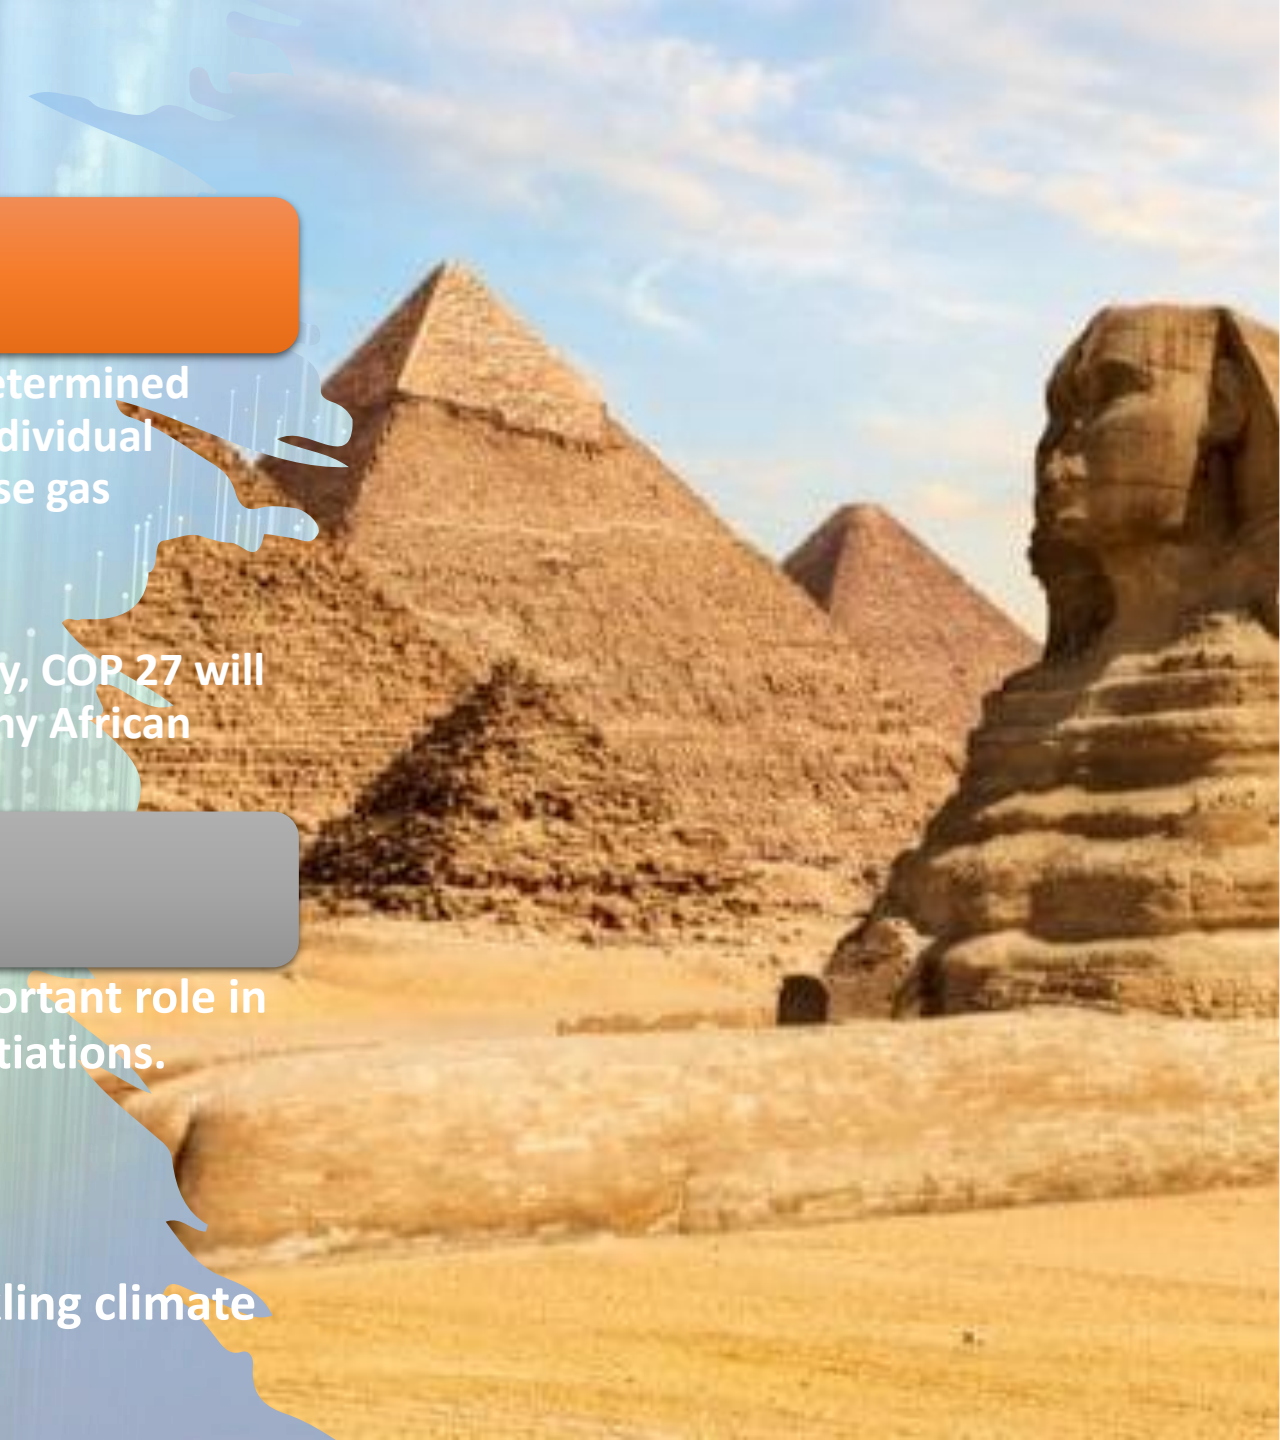 etermined
dividual
se gas
y, COP 27 will
ny African
ortant role in
tiations.
ling climate